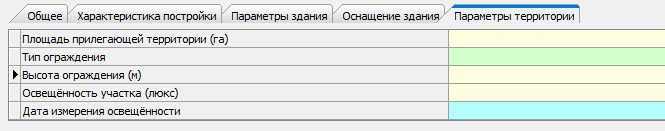 Общее Характеристика постройки Параметры здания Оснащение здания Параметры территории
Площадь прилегающей территории (га)
Тип ограждения
Высота ограждения (м)
Освещённость участка (люкс)
Дата измерения освещённости